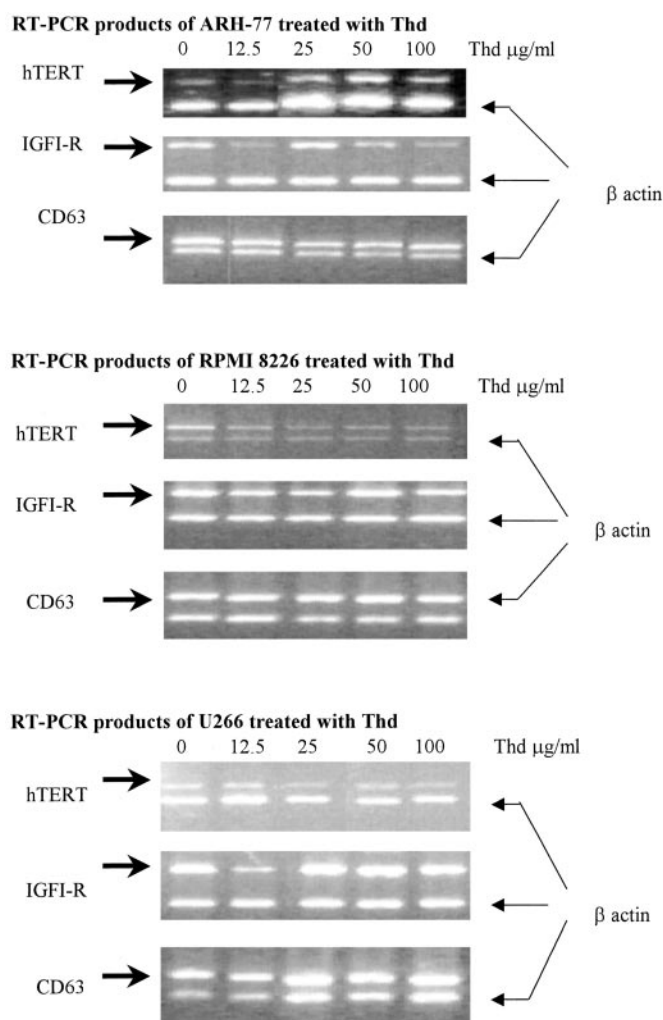 RT-PCR products of ARH-77 treated with Thd
0 12.5 25 50 100 Thd µg/ml
hTERT
IGFI-R
β actin
CD63
RT-PCR products of RPMI 8226 treated with Thd
0 12.5 25 50 100 Thd µg/ml
hTERT
IGFI-R
β actin
CD63
RT-PCR products of U266 treated with Thd
0 12.5 25 50 100 Thd µg/ml
hTERT
IGFI-R
β actin
CD63